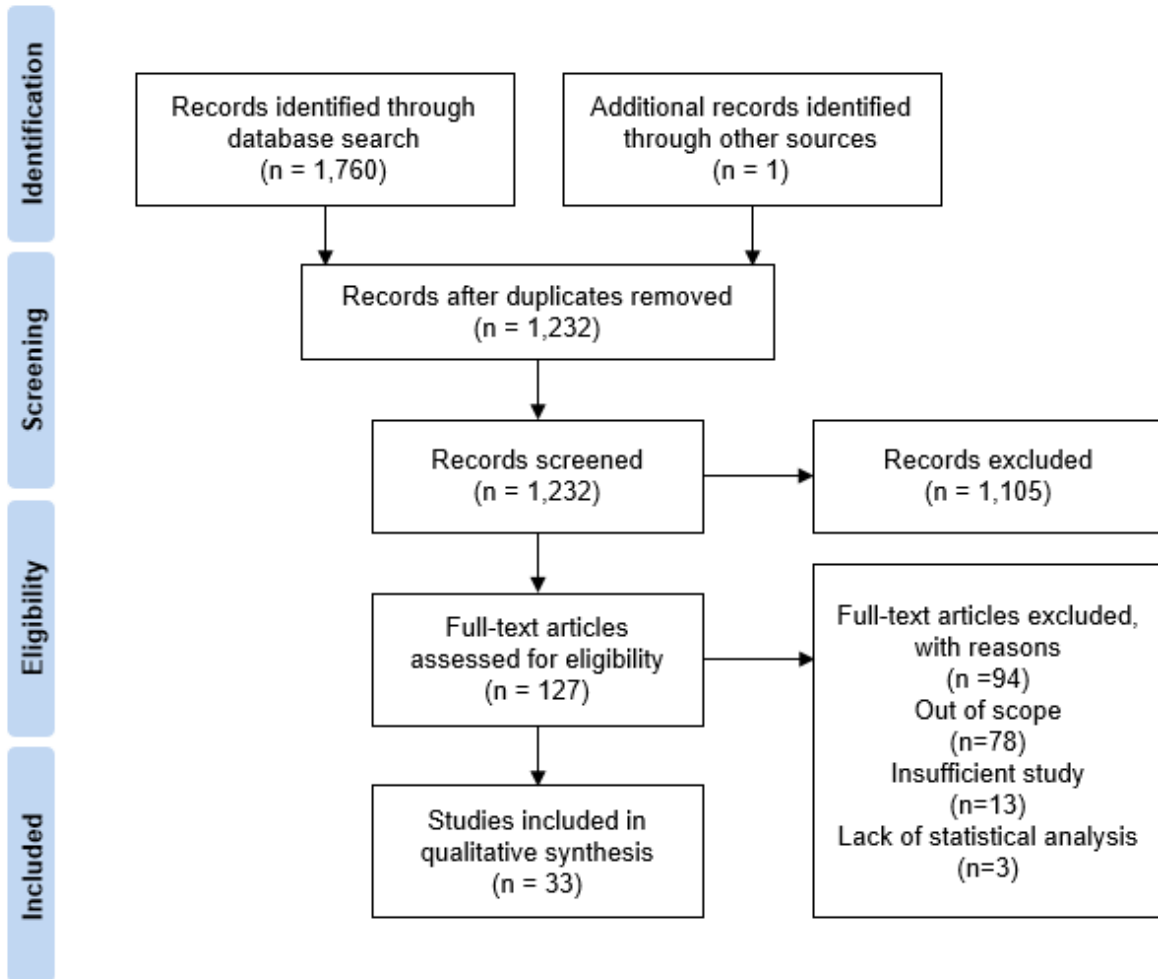 Identification
Records identified through
database search
(n = 1,760)
Additional records identified
through other sources
(n = 1)
Screening
Records after duplicates removed
(n = 1,232)
Records screened
(n = 1,232)
Records excluded
(n = 1,105)
Eligibility
Full-text articles
assessed for eligibility
(n = 127)
Full-text articles excluded,
with reasons
(n =94)
Out of scope
(n=78)
Insufficient study
(n=13)
Lack of statistical analysis
(n=3)
Included
Studies included in
qualitative synthesis
(n = 33)